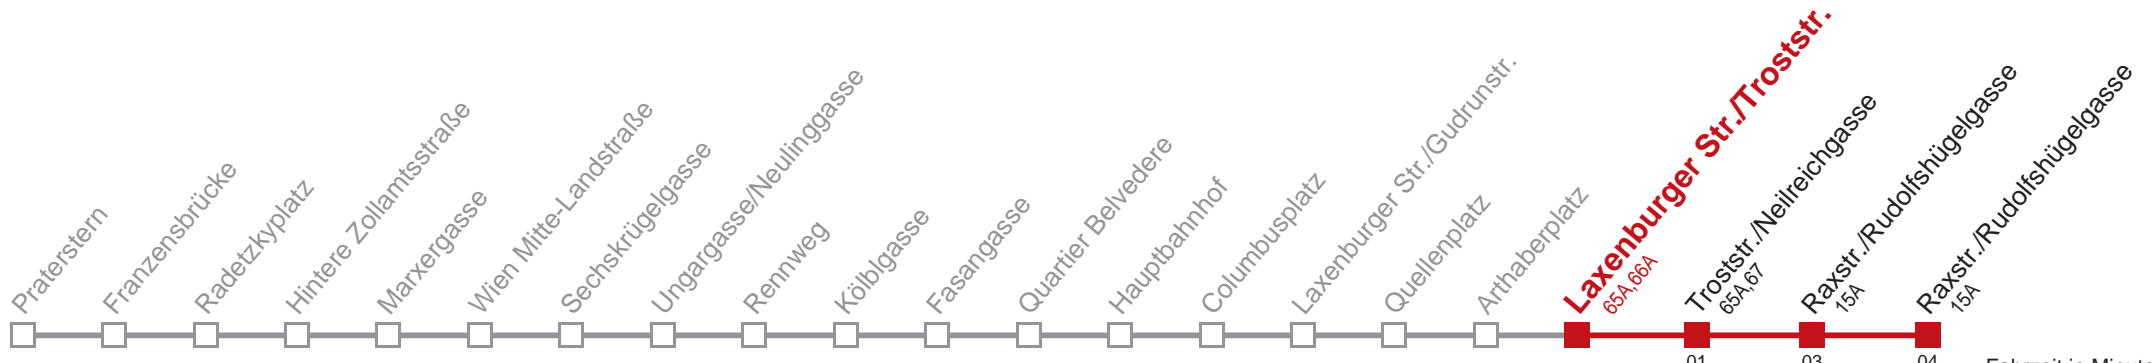 Praterstern
Franzensbrücke
Radetzkyplatz
Hintere Zollamtsstraße
Marxergasse
Wien Mitte-Landstraße
Sechskrügelgasse
Ungargasse/Neulinggasse
Rennweg
Kölblgasse
Fasangasse
Quartier Belvedere
Hauptbahnhof
Columbusplatz
Laxenburger Str./Gudrunstr.
Quellenplatz
Arthaberplatz
Laxenburger Str./Troststr.
65A,66A
Troststr./Neilreichgasse
65A,67
Raxstr./Rudolfshügelgasse
15A
Raxstr./Rudolfshügelgasse
15A
01
03
04
Fahrzeit in